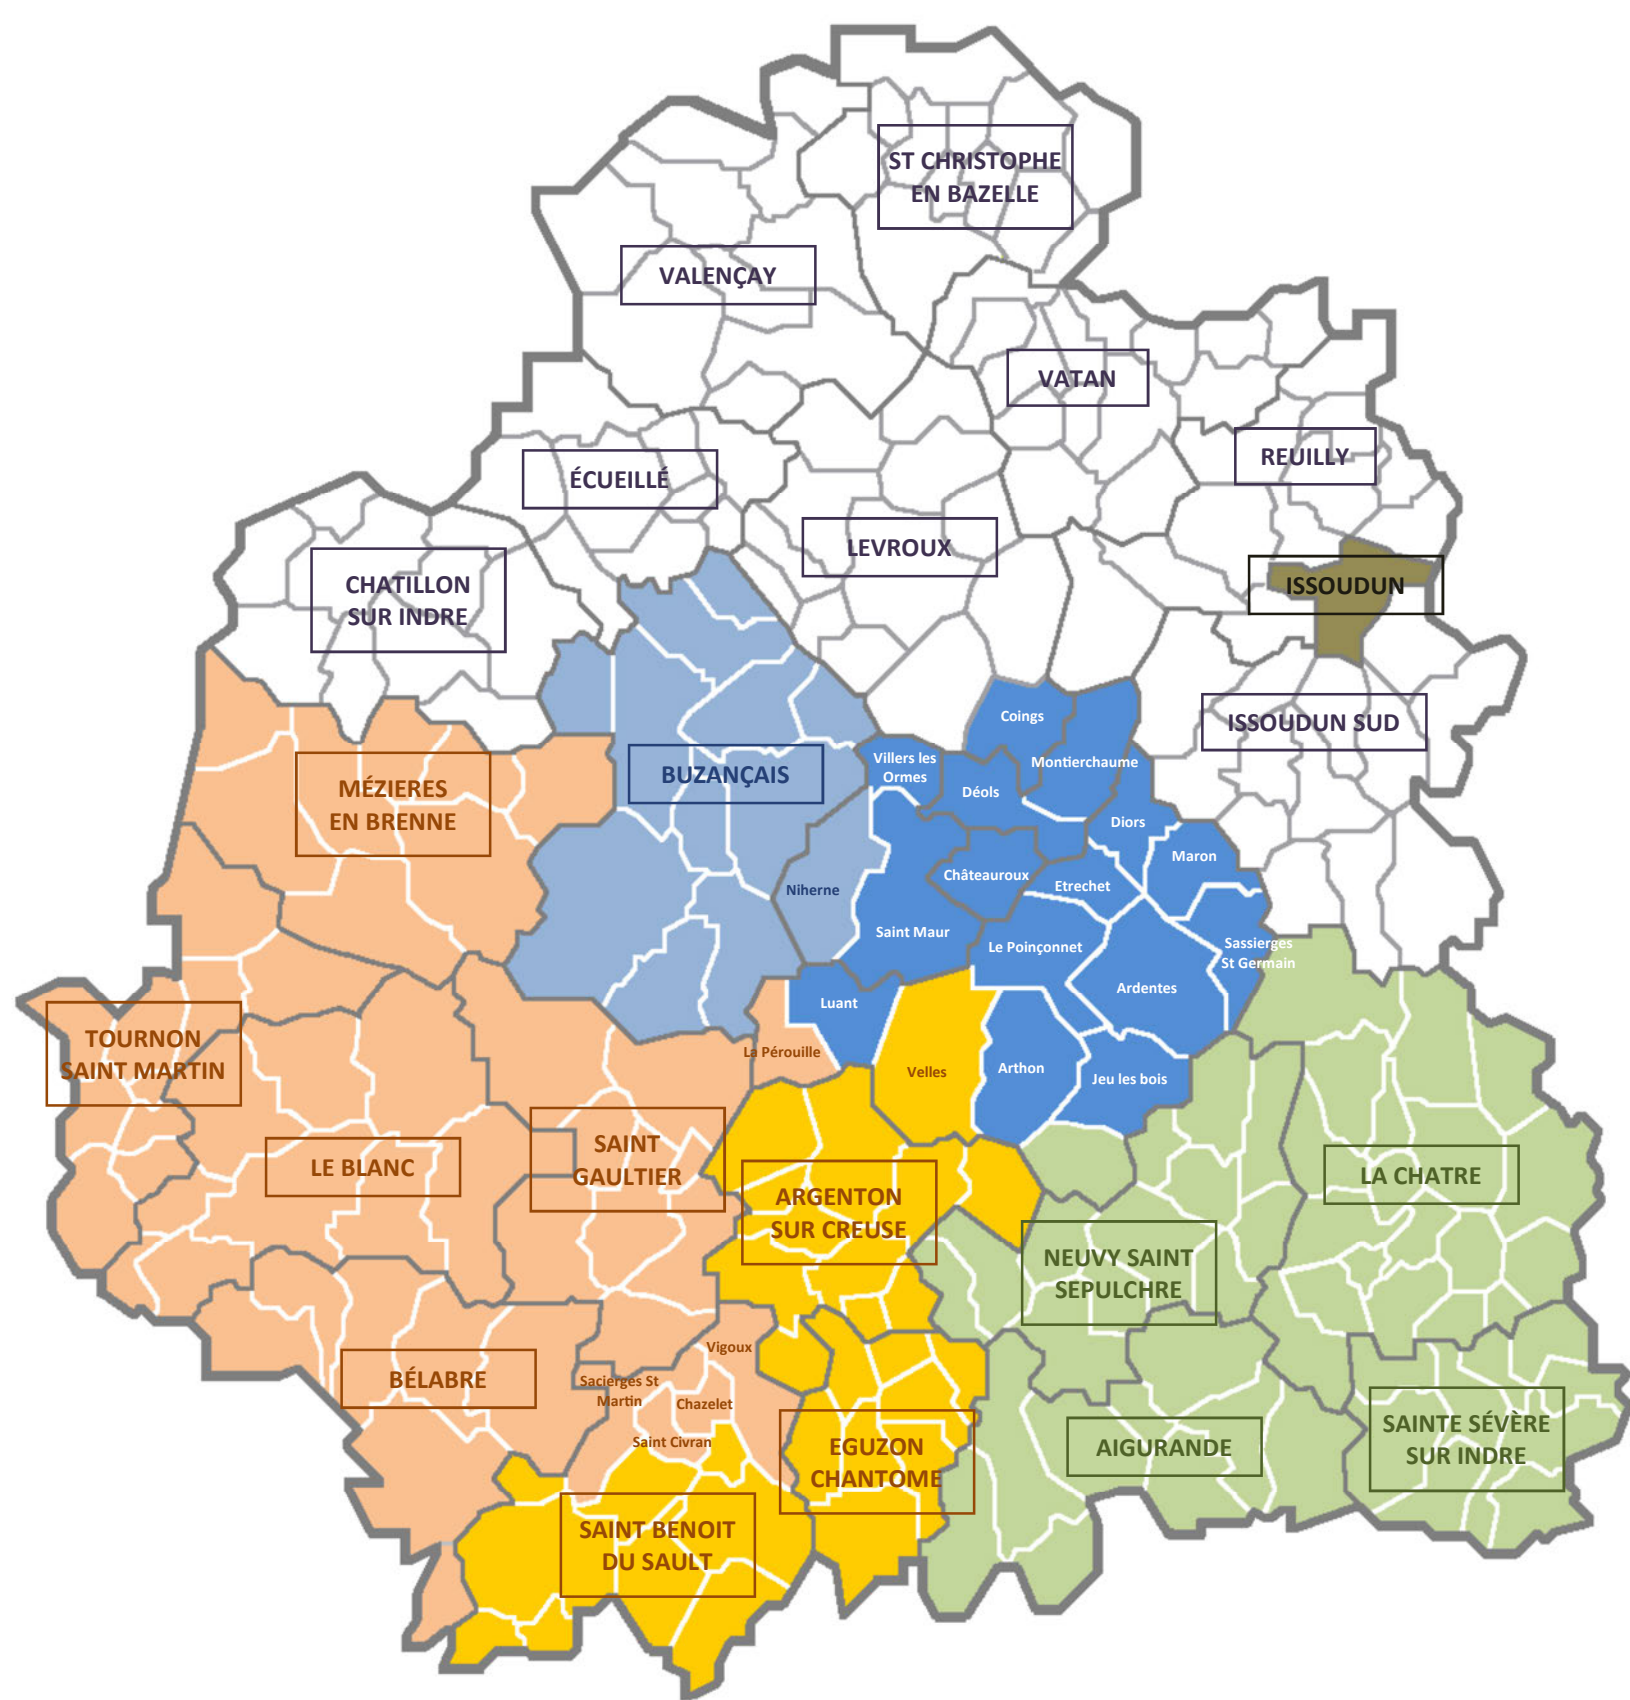 ST CHRISTOPHE
EN BAZELLE
VALENÇAY
VATAN
REUILLY
ÉCUEILLÉ
LEVROUX
CHATILLON
SUR INDRE
ISSOUDUN
ISSOUDUN SUD
Coings
Montierchaume
Villers les
Ormes
Déols
BUZANÇAIS
MÉZIERES
EN BRENNE
Diors
Maron
Châteauroux
Etrechet
Niherne
Saint Maur
Le Poinçonnet
Sassierges
St Germain
Ardentes
Luant
TOURNON
SAINT MARTIN
La Pérouille
Velles
Arthon
Jeu les bois
LE BLANC
SAINT
GAULTIER
ARGENTON
SUR CREUSE
LA CHATRE
NEUVY SAINT
SEPULCHRE
Vigoux
BÉLABRE
Sacierges St
Martin
Chazelet
Saint Civran
EGUZON
CHANTOME
AIGURANDE
SAINTE SÉVÈRE
SUR INDRE
SAINT BENOIT
DU SAULT